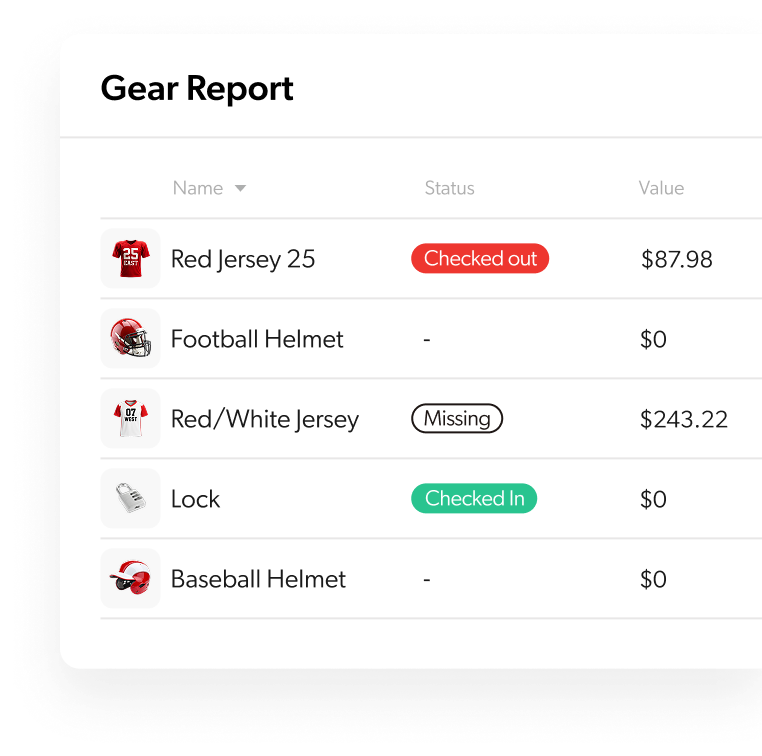 Gear Report
Name Status Value
25
EAST
Red Jersey 25 Checked out $87.98
Football Helmet - $0
07
WEST
Red/White Jersey Missing $243.22
Lock Checked In $0
Baseball Helmet - $0